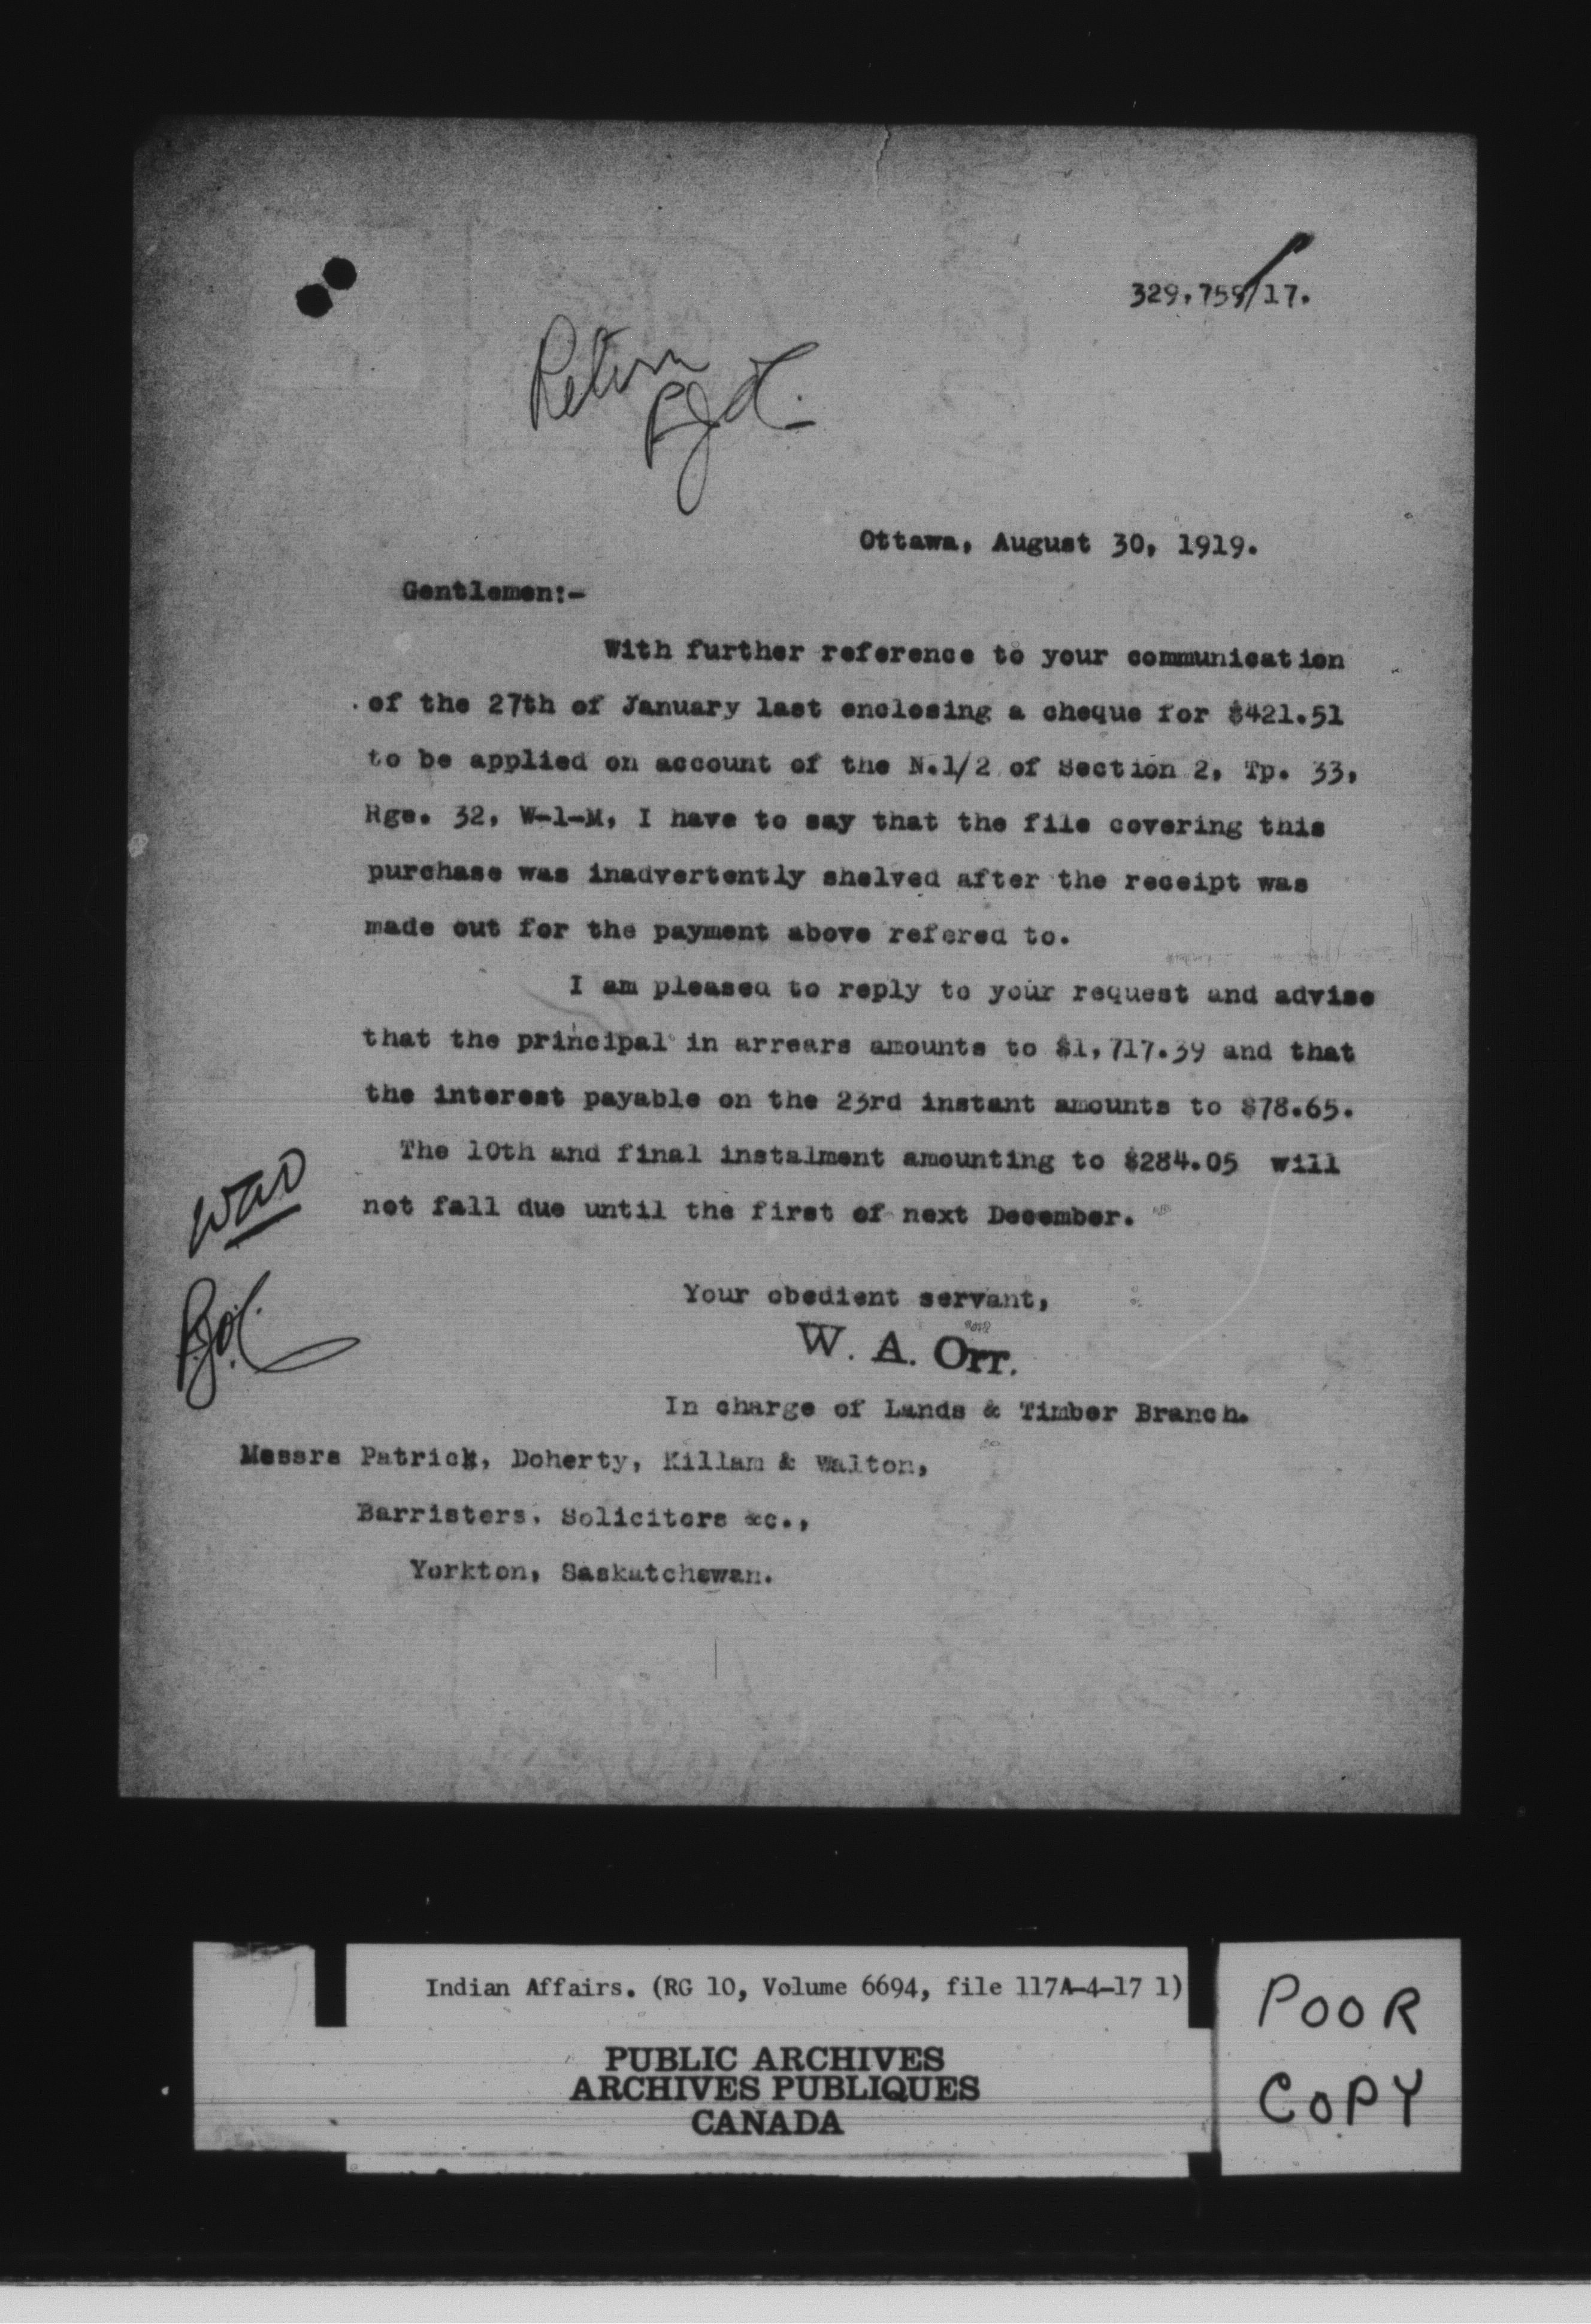 329,759/17.
Return
Ottawa, August 30, 1919.
Gentlemen:-
With further reference to your communication
of the 27th of January last enclosing a cheque for $421.51
to be applied on account of the N.1/2 of Section 2, Tp. 33,
Rge. 32, W-1-M, I have to say that the file covering this
purchase was inadvertently shelved after the receipt was
made out for the payment above refered to.
I am pleased to reply to your request and advise
that the principal in arrears amounts to $1,717.39 and that
the interest payable on the 23rd instant amounts to $78.65.
The 10th and final instalment amounting to $284.05 will
not fall due until the first of next December.
WAO
Your obedient servant,
W. A. Orr.
In charge of Lands & Timber Branch.
Messrs Patrick, Doherty, Killam & Walton,
Barristers, Solicitors &c.,
Yorkton, Saskatchewan.
Indian Affairs. (RG 10, Volume 6694, file 117A-4-17 1)
PUBLIC ARCHIVES
ARCHIVES PUBLIQUES
CANADA
POOR
COPY